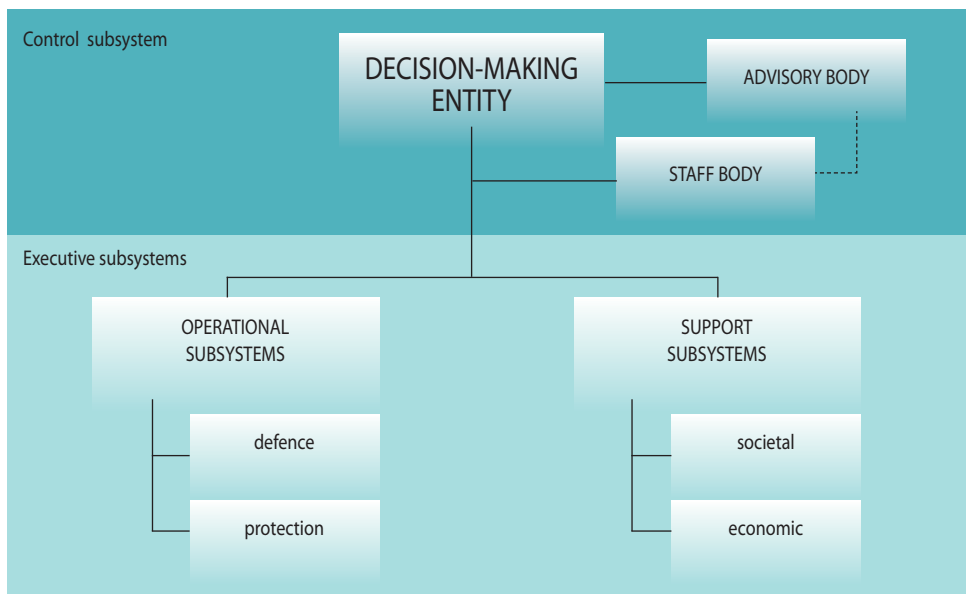 Control subsystem
DECISION-MAKING
ENTITY
ADVISORY BODY
STAFF BODY
Executive subsystems
OPERATIONAL
SUBSYSTEMS
defence
protection
SUPPORT
SUBSYSTEMS
societal
economic